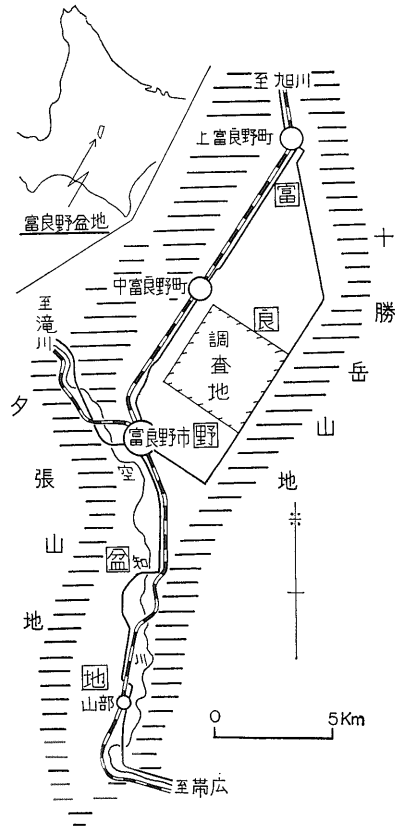 至旭川
上富良野町
富
富良野盆地
十勝岳山地
中富良野町
良
至滝川
調査地
夕張山地
富良野市
野
空知川
盆
地
山部
0 5Km
至帯広